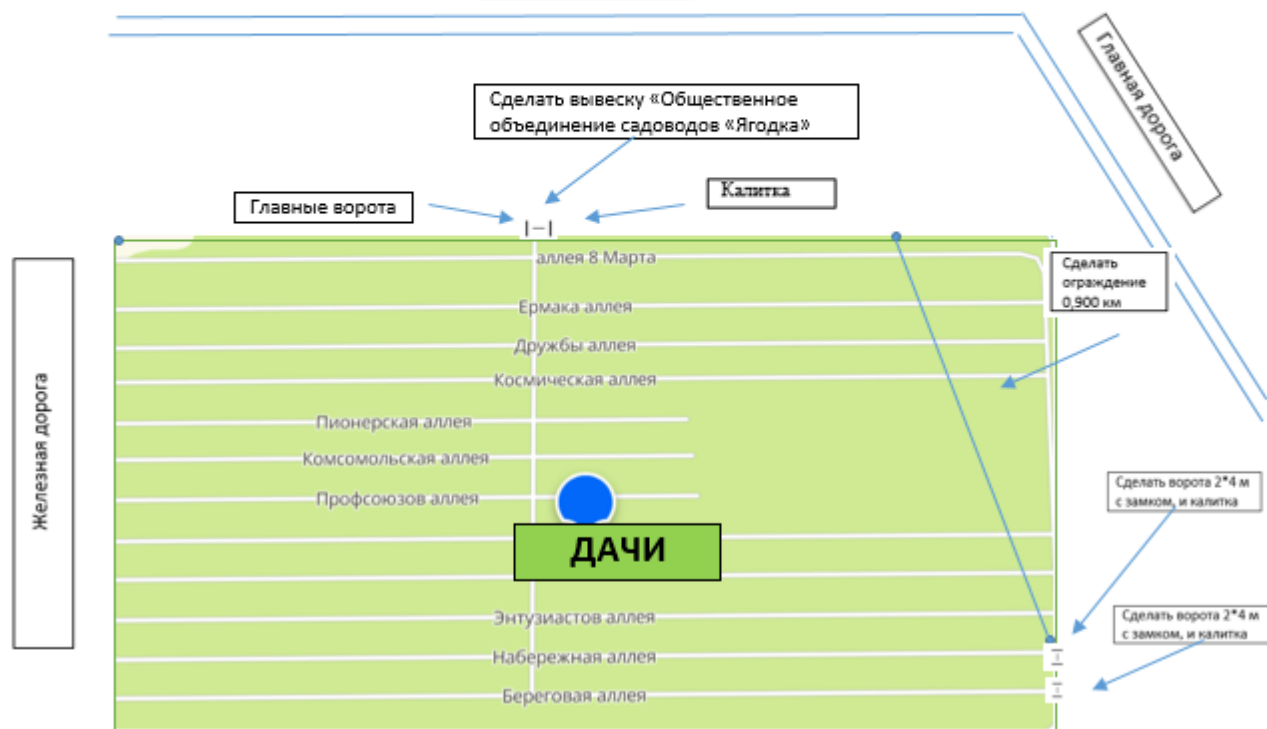 Главная дорога
Сделать вывеску «Общественное
объединение садоводов «Ягодка»
Главные ворота
Калитка
Железная дорога
аллея 8 Марта
Сделать
ограждение
0,900 км
Ермака аллея
Дружбы аллея
Космическая аллея
Пионерская аллея
Комсомольская аллея
Профсоюзов аллея
Сделать ворота 2*4 м
с замком, и калитка
ДАЧИ
Энтузиастов аллея
Сделать ворота 2*4 м
с замком, и калитка
Набережная аллея
Береговая аллея